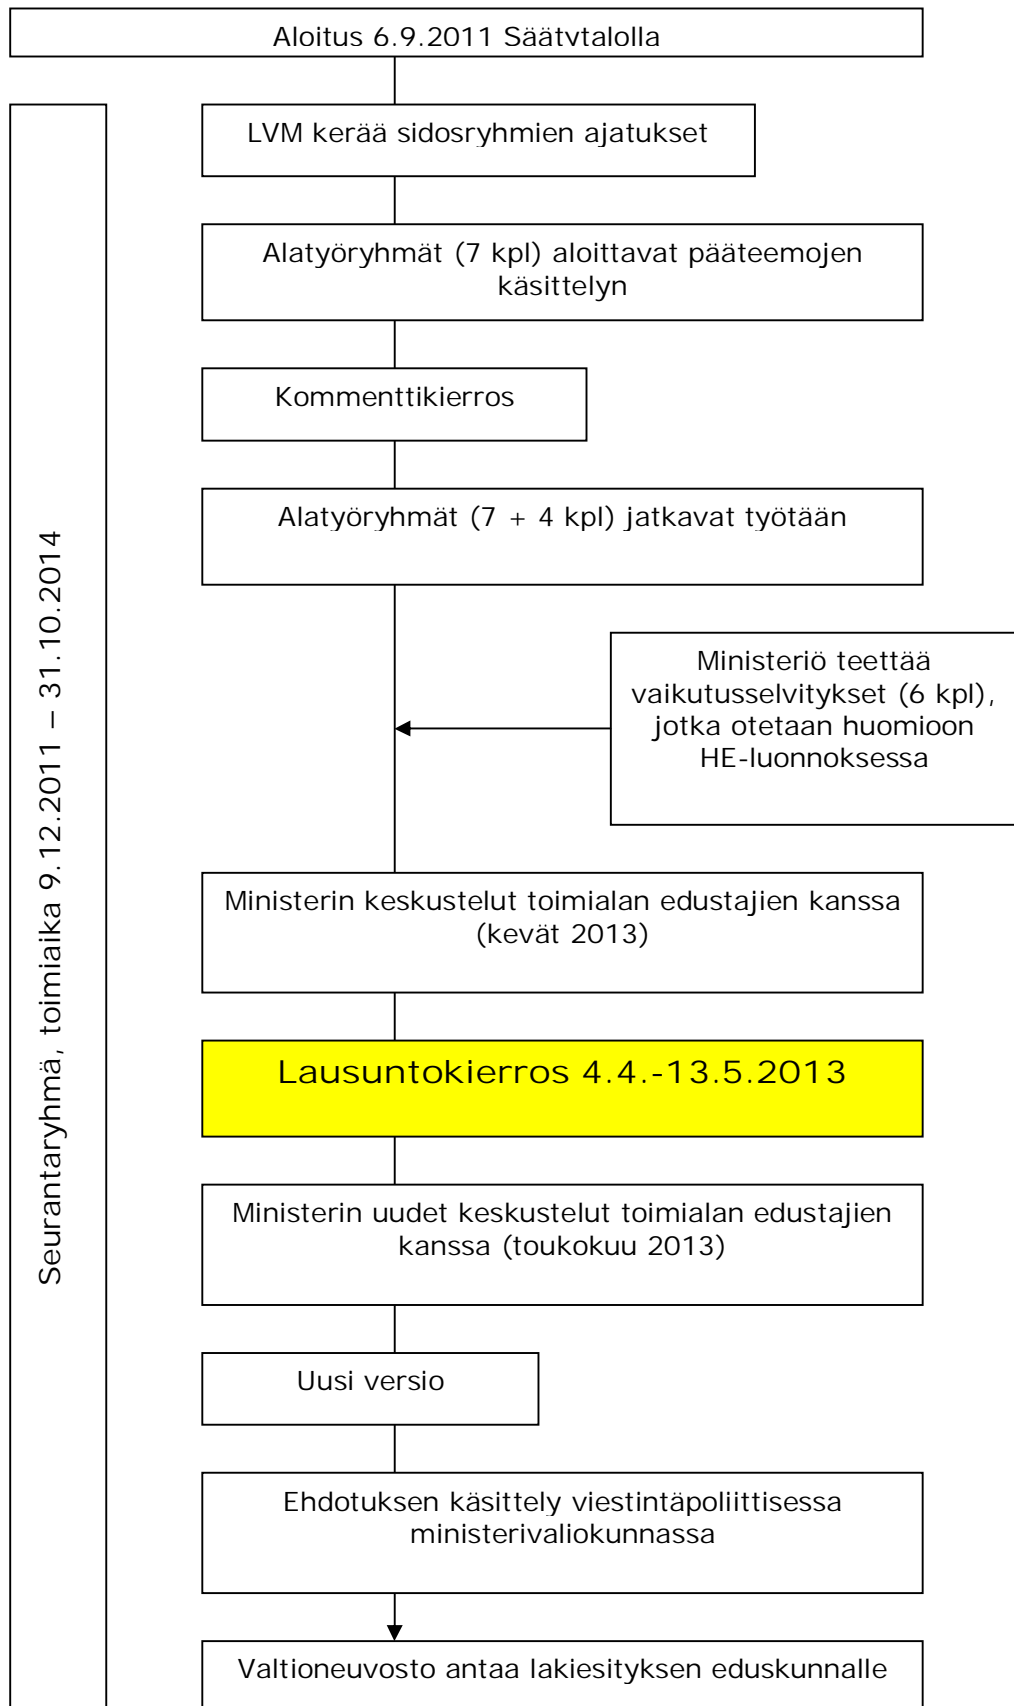 Aloitus 6.9.2011 Säätytalolla
Seurantaryhmä, toimiaika 9.12.2011 – 31.10.2014
LVM kerää sidosryhmien ajatukset
Alatyöryhmät (7 kpl) aloittavat pääteemojen
käsittelyn
Kommenttikierros
Alatyöryhmät (7 + 4 kpl) jatkavat työtään
Ministeriö teettää
vaikutusselvitykset (6 kpl),
jotka otetaan huomioon
HE-luonnoksessa
Ministerin keskustelut toimialan edustajien kanssa
(kevät 2013)
Lausuntokierros 4.4.-13.5.2013
Ministerin uudet keskustelut toimialan edustajien
kanssa (toukokuu 2013)
Uusi versio
Ehdotuksen käsittely viestintäpoliittisessa
ministerivaliokunnassa
Valtioneuvosto antaa lakiesityksen eduskunnalle